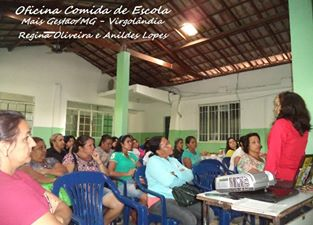 Oficina Comida de Escola
Mais Gestão/MG - Virgolândia
Regina Oliveira e Anildes Lopes